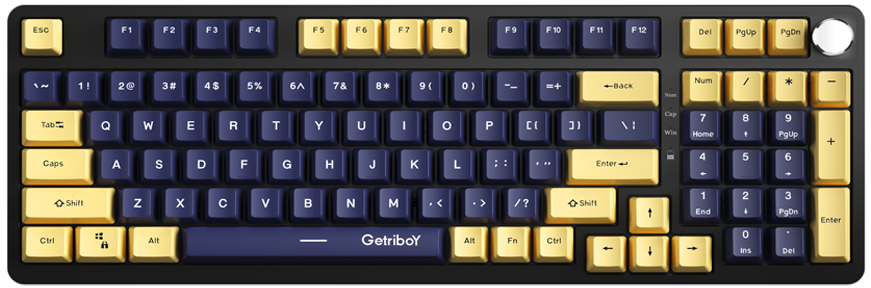 Esc F1 F2 F3 F4 F5 F6 F7 F8 F9 F10 F11 F12 Del PgUp PgDn
`~ 1! 2@ 3# 4$ 5% 6^ 7& 8* 9( 0) -_ =+ ←Back Num / * −
Num
Tab Q W E R T Y U I O P [{ ]} \| 7 8 9 +
Cap
Home ↑ PgUp
Win
Caps A S D F G H J K L ;: '" Enter 4 5 6
← →
Shift Z X C V B N M ,< .> /? Shift ↑ 1 2 3
End ↓ PgDn
Enter
Ctrl Alt GetriboY Alt Fn Ctrl ← ↓ → 0 .
Ins Del